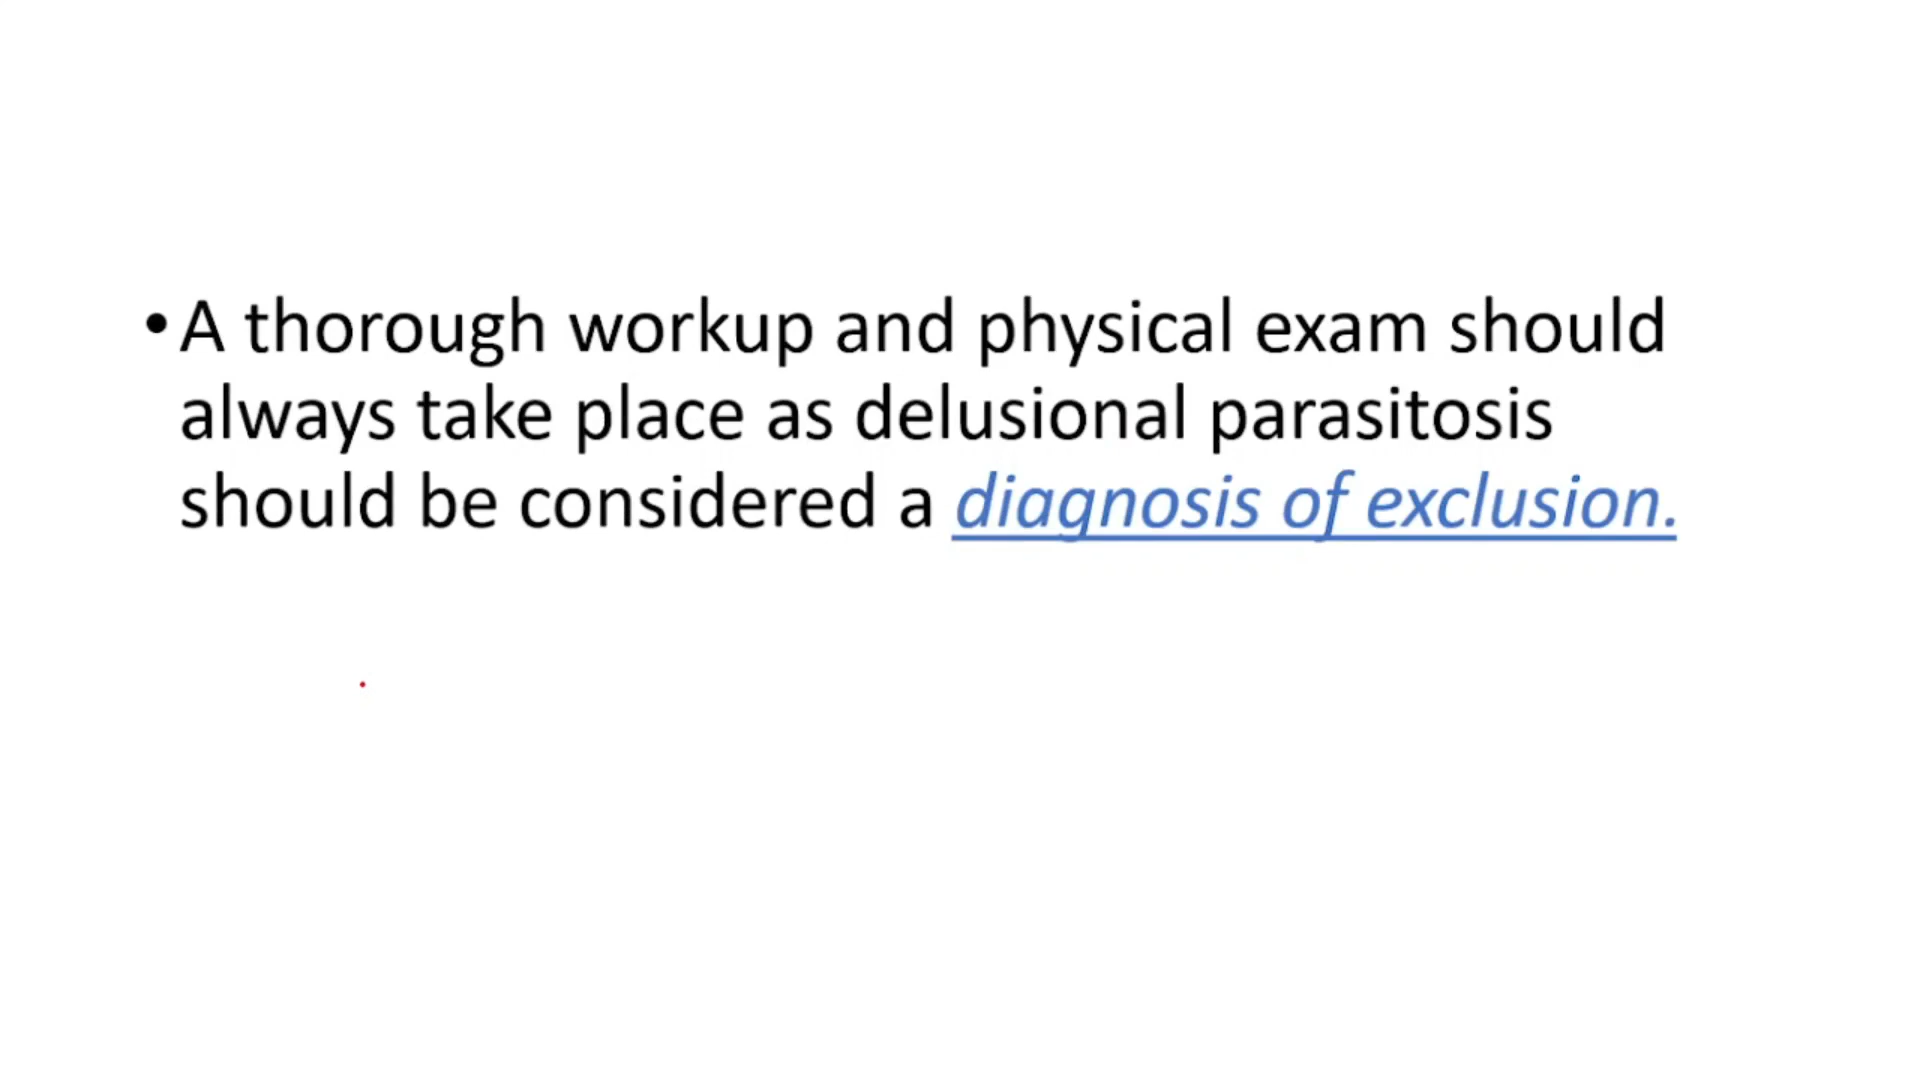 • A thorough workup and physical exam should
always take place as delusional parasitosis
should be considered a diagnosis of exclusion.